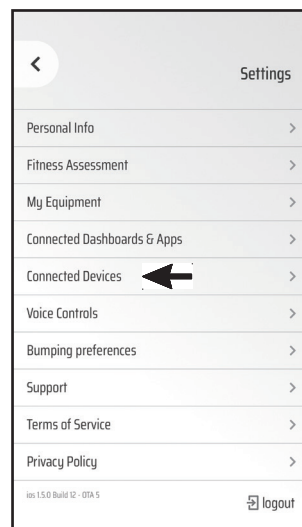 Settings
Personal Info
Fitness Assessment
My Equipment
Connected Dashboards & Apps
Connected Devices
Voice Controls
Bumping preferences
Support
Terms of Service
Privacy Policy
ios 1.5.0 Build 12 - OTA 5
logout